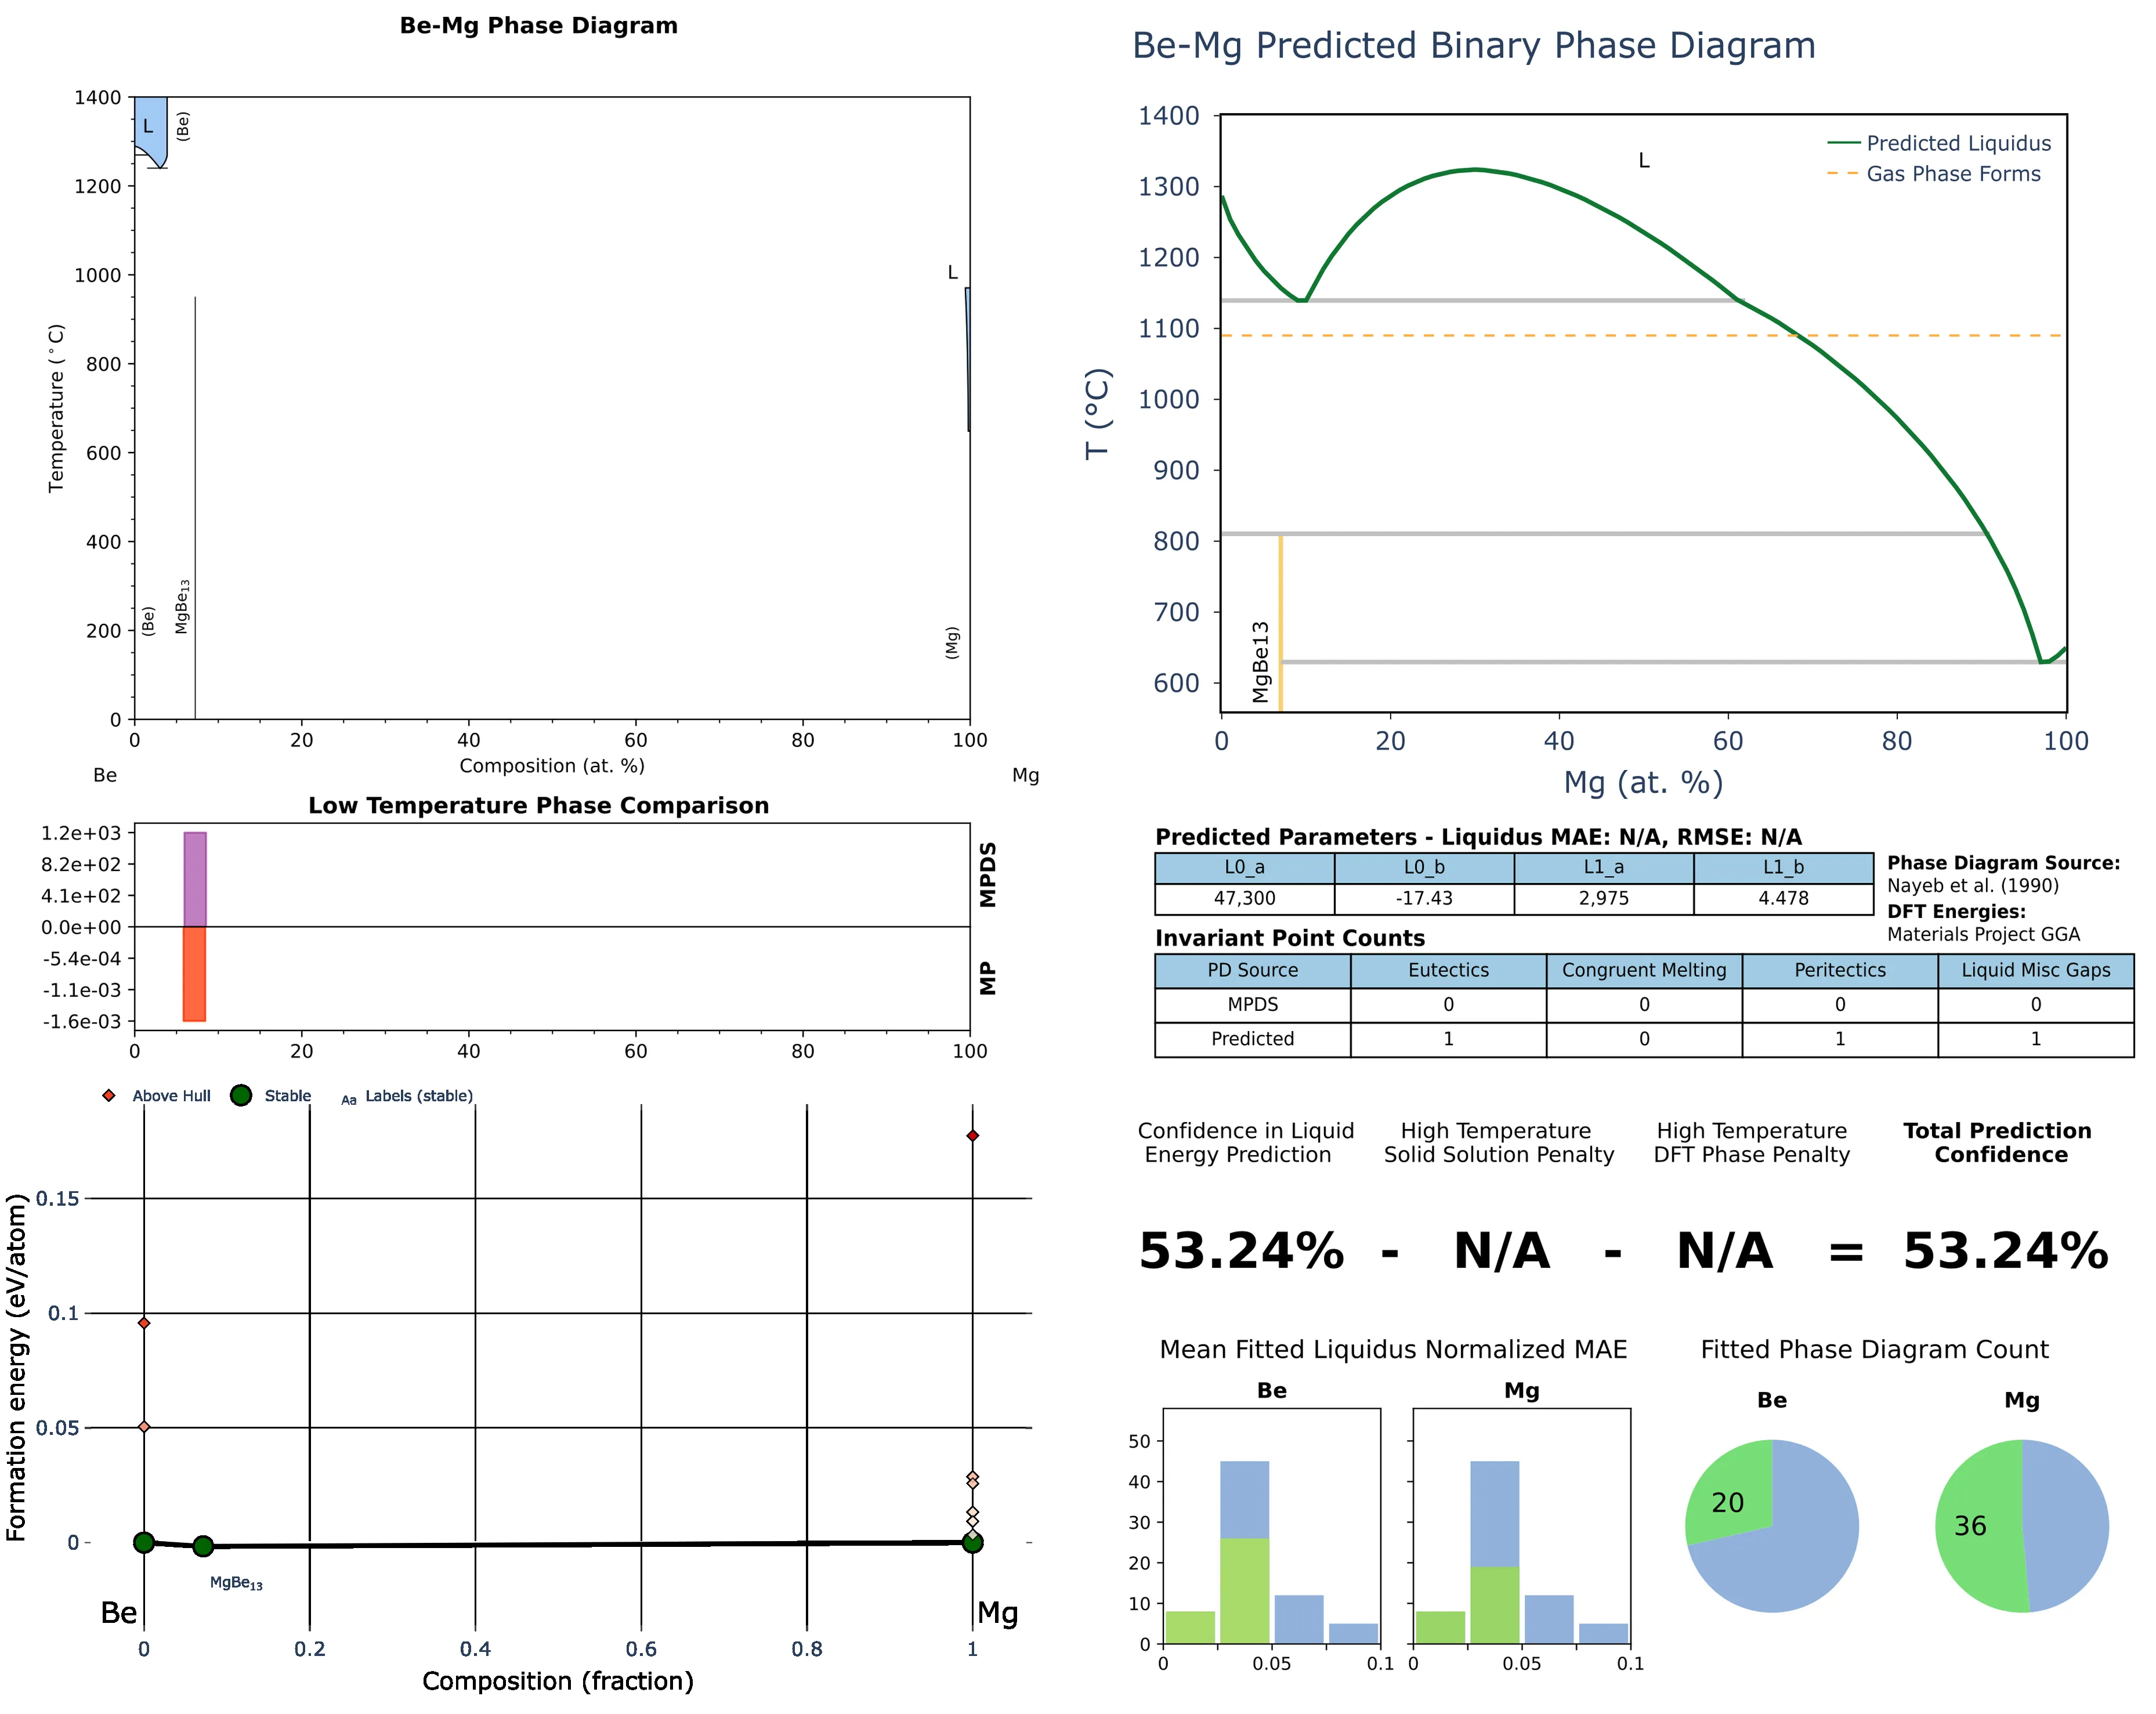 Be-Mg Phase Diagram
1400
1200
1000
800
600
400
200
0
Temperature (°C)
L
(Be)
(Be)
MgBe13
L
(Mg)
0 20 40 60 80 100
Composition (at. %)
Be Mg
Low Temperature Phase Comparison
1.2e+03
8.2e+02
4.1e+02
0.0e+00
-5.4e-04
-1.1e-03
-1.6e-03
MPDS
MP
0 20 40 60 80 100
Above Hull Stable Aa Labels (stable)
0.15
0.1
0.05
0
Formation energy (eV/atom)
MgBe13
Be Mg
0 0.2 0.4 0.6 0.8 1
Composition (fraction)
Be-Mg Predicted Binary Phase Diagram
1400
1300
1200
1100
1000
900
800
700
600
T (°C)
L
Predicted Liquidus
Gas Phase Forms
MgBe13
0 20 40 60 80 100
Mg (at. %)
Predicted Parameters - Liquidus MAE: N/A, RMSE: N/A
L0_a L0_b L1_a L1_b
47,300 -17.43 2,975 4.478
Phase Diagram Source:
Nayeb et al. (1990)
DFT Energies:
Materials Project GGA
Invariant Point Counts
PD Source Eutectics Congruent Melting Peritectics Liquid Misc Gaps
MPDS 0 0 0 0
Predicted 1 0 1 1
Confidence in Liquid
Energy Prediction
High Temperature
Solid Solution Penalty
High Temperature
DFT Phase Penalty
Total Prediction
Confidence
53.24% - N/A - N/A = 53.24%
Mean Fitted Liquidus Normalized MAE
Be Mg
50
40
30
20
10
0
0 0.05 0.1 0 0.05 0.1
Fitted Phase Diagram Count
Be Mg
20 36